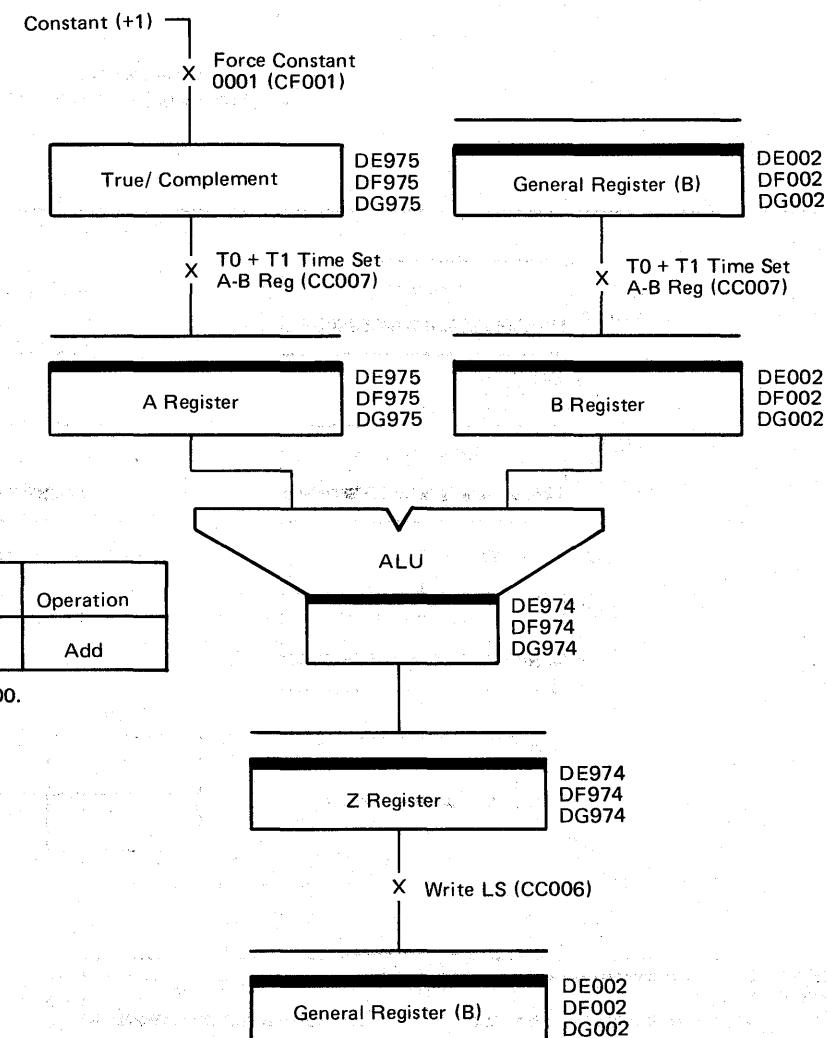 Constant (+1)
X Force Constant
0001 (CF001)
True/ Complement
DE975
DF975
DG975
General Register (B)
DE002
DF002
DG002
X T0 + T1 Time Set
A-B Reg (CC007)
X T0 + T1 Time Set
A-B Reg (CC007)
A Register
DE975
DF975
DG975
B Register
DE002
DF002
DG002
ALU
DE974
DF974
DG974
Operation
Add
00.
Z Register
DE974
DF974
DG974
X Write LS (CC006)
General Register (B)
DE002
DF002
DG002